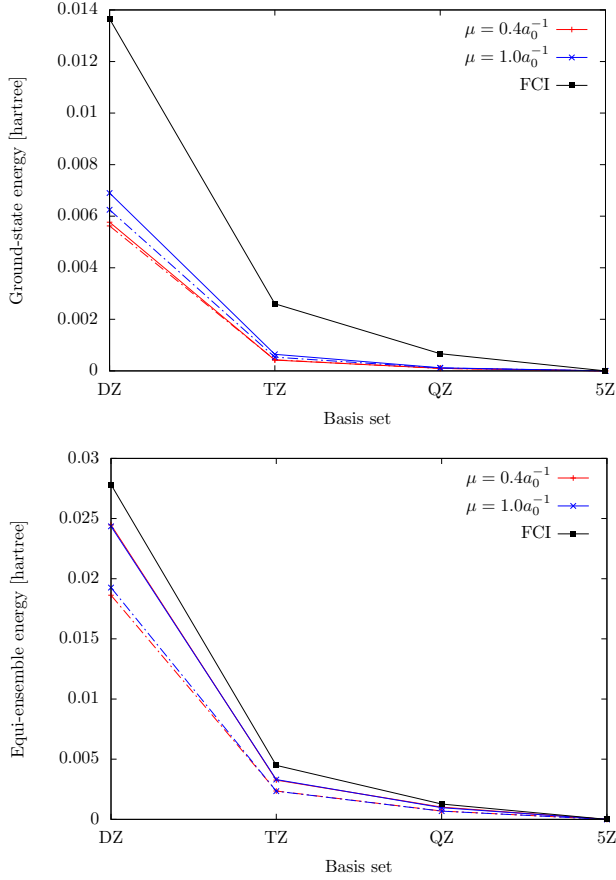 Ground-state energy [hartree]
0.014
0.012
0.01
0.008
0.006
0.004
0.002
0
DZ TZ QZ 5Z
Basis set
μ = 0.4a₀⁻¹
μ = 1.0a₀⁻¹
FCI
Equi-ensemble energy [hartree]
0.03
0.025
0.02
0.015
0.01
0.005
0
DZ TZ QZ 5Z
Basis set
μ = 0.4a₀⁻¹
μ = 1.0a₀⁻¹
FCI